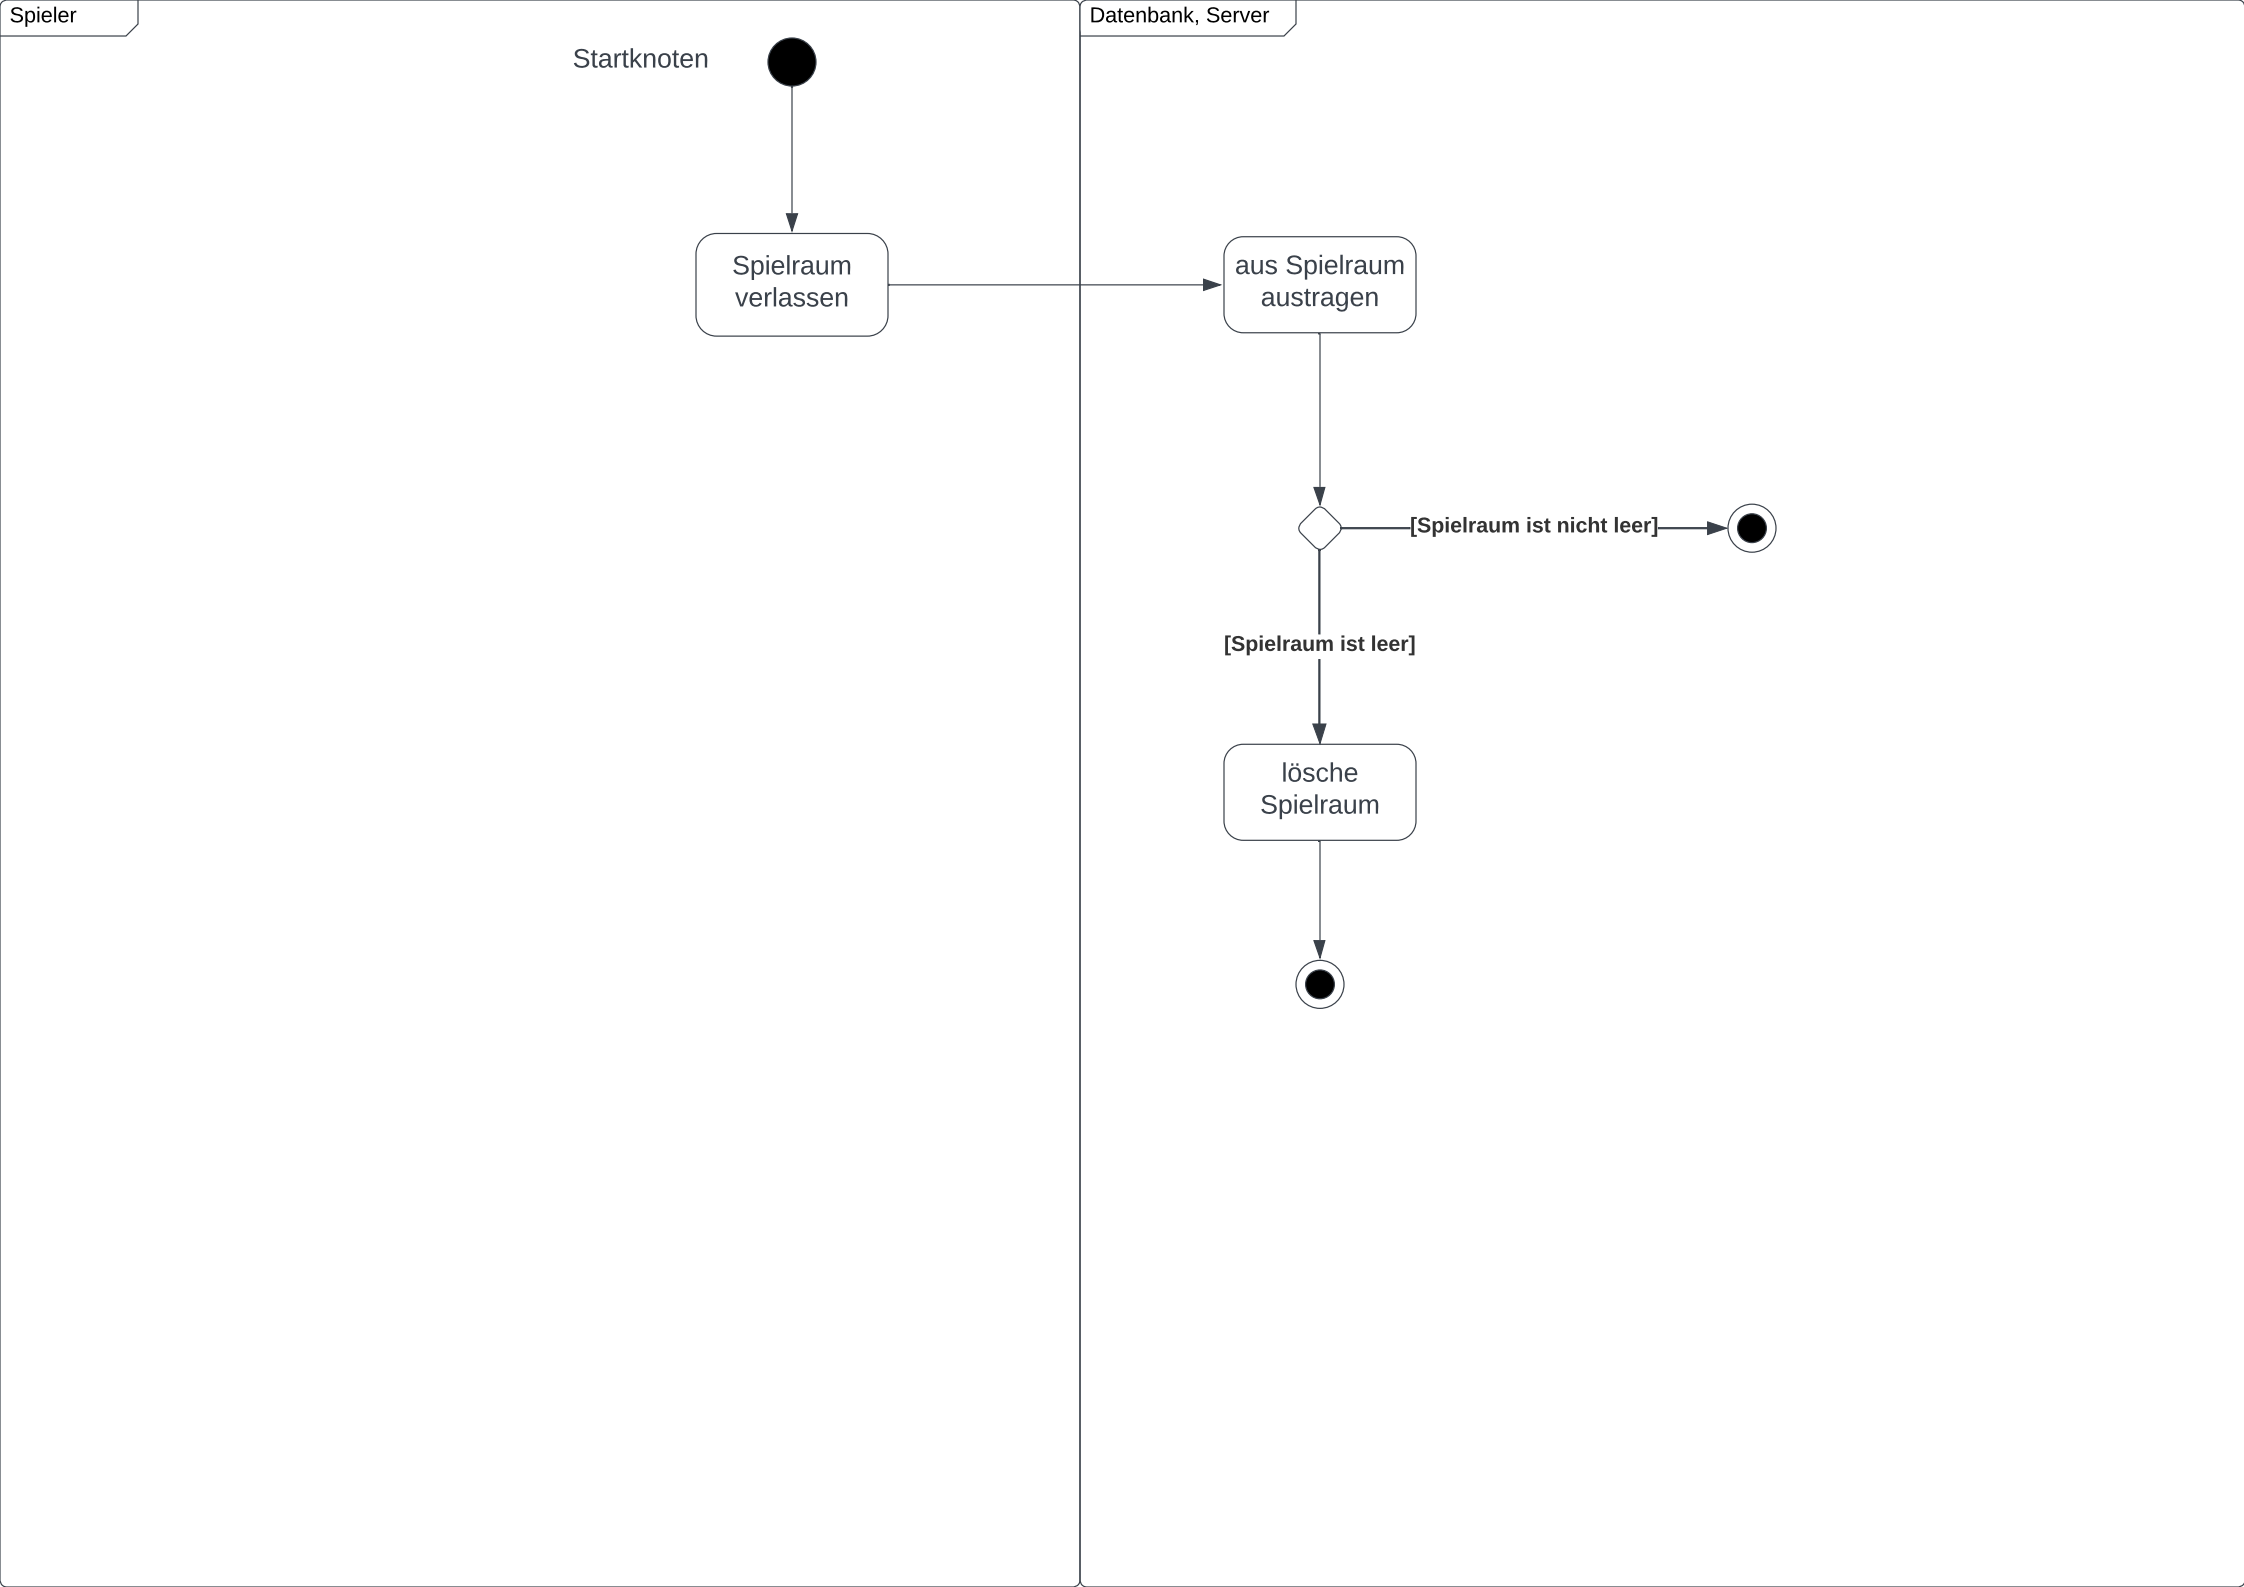 Spieler
Datenbank, Server
Startknoten
Spielraum
verlassen
aus Spielraum
austragen
[Spielraum ist nicht leer]
[Spielraum ist leer]
lösche
Spielraum